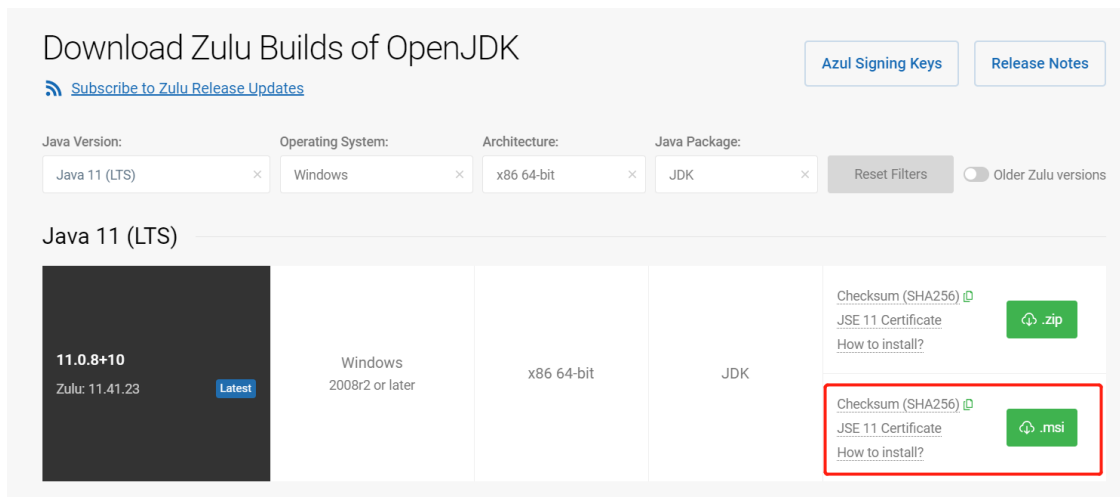 Download Zulu Builds of OpenJDK
Azul Signing Keys
Release Notes
Subscribe to Zulu Release Updates
Java Version:
Operating System:
Architecture:
Java Package:
Java 11 (LTS)
Windows
x86 64-bit
JDK
Reset Filters
Older Zulu versions
Java 11 (LTS)
11.0.8+10
Zulu: 11.41.23
Latest
Windows
2008r2 or later
x86 64-bit
JDK
Checksum (SHA256)
JSE 11 Certificate
How to install?
.zip
Checksum (SHA256)
JSE 11 Certificate
How to install?
.msi